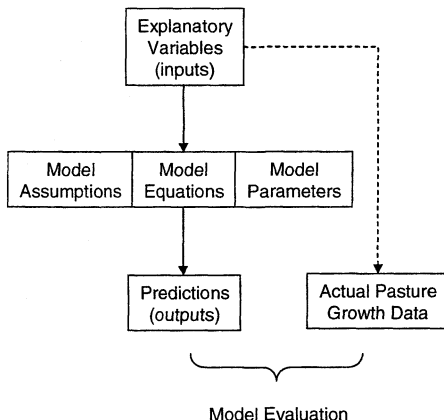 Explanatory
Variables
(inputs)
Model
Assumptions
Model
Equations
Model
Parameters
Predictions
(outputs)
Actual Pasture
Growth Data
Model Evaluation